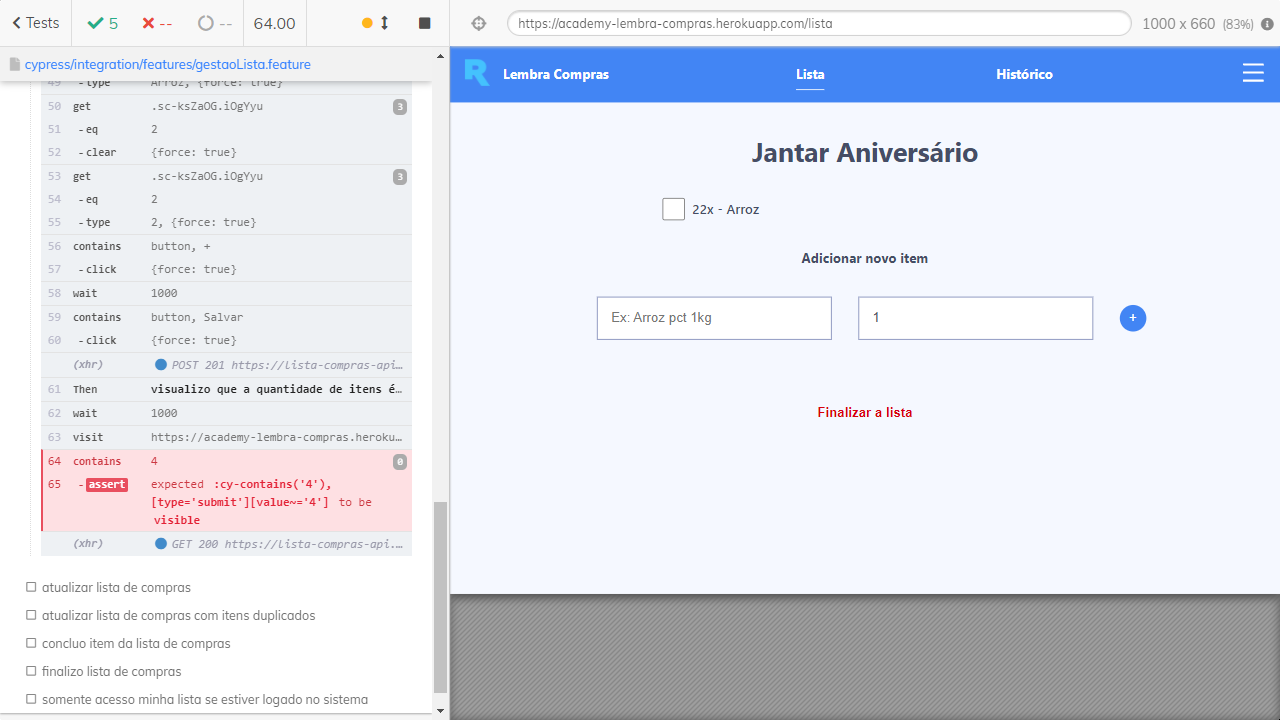 Tests
5
--
--
64.00
https://academy-lembra-compras.herokuapp.com/lista
1000 x 660 (83%)
cypress/integration/features/gestaoLista.feature
49 -type Arroz, {force: true}
50 get .sc-ksZaOG.iOgYyu 3
51 -eq 2
52 -clear {force: true}
53 get .sc-ksZaOG.iOgYyu 3
54 -eq 2
55 -type 2, {force: true}
56 contains button, +
57 -click {force: true}
58 wait 1000
59 contains button, Salvar
60 -click {force: true}
(xhr) POST 201 https://lista-compras-api…
61 Then visualizo que a quantidade de itens é…
62 wait 1000
63 visit https://academy-lembra-compras.heroku…
64 contains 4 0
65 -assert expected :cy-contains('4'),
[type='submit'][value~='4'] to be
visible
(xhr) GET 200 https://lista-compras-api.…
atualizar lista de compras
atualizar lista de compras com itens duplicados
concluo item da lista de compras
finalizo lista de compras
somente acesso minha lista se estiver logado no sistema
R Lembra Compras
Lista
Histórico
Jantar Aniversário
22x - Arroz
Adicionar novo item
Ex: Arroz pct 1kg
1
+
Finalizar a lista